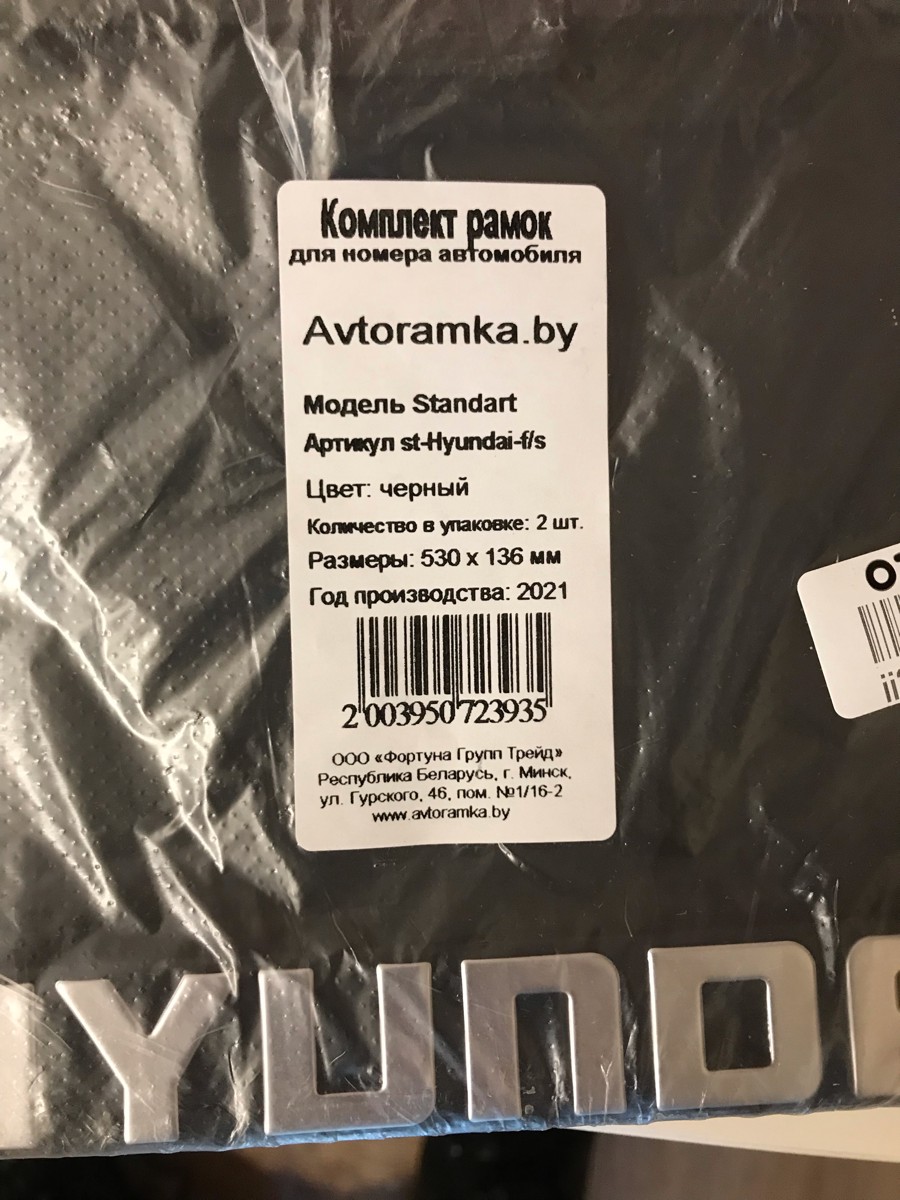 Комплект рамок
для номера автомобиля
Avtoramka.by
Модель Standart
Артикул st-Hyundai-f/s
Цвет: черный
Количество в упаковке: 2 шт.
Размеры: 530 х 136 мм
Год производства: 2021
2 003950 723935
ООО «Фортуна Групп Трейд»
Республика Беларусь, г. Минск,
ул. Гурского, 46, пом. №1/16-2
www.avtoramka.by
YUND